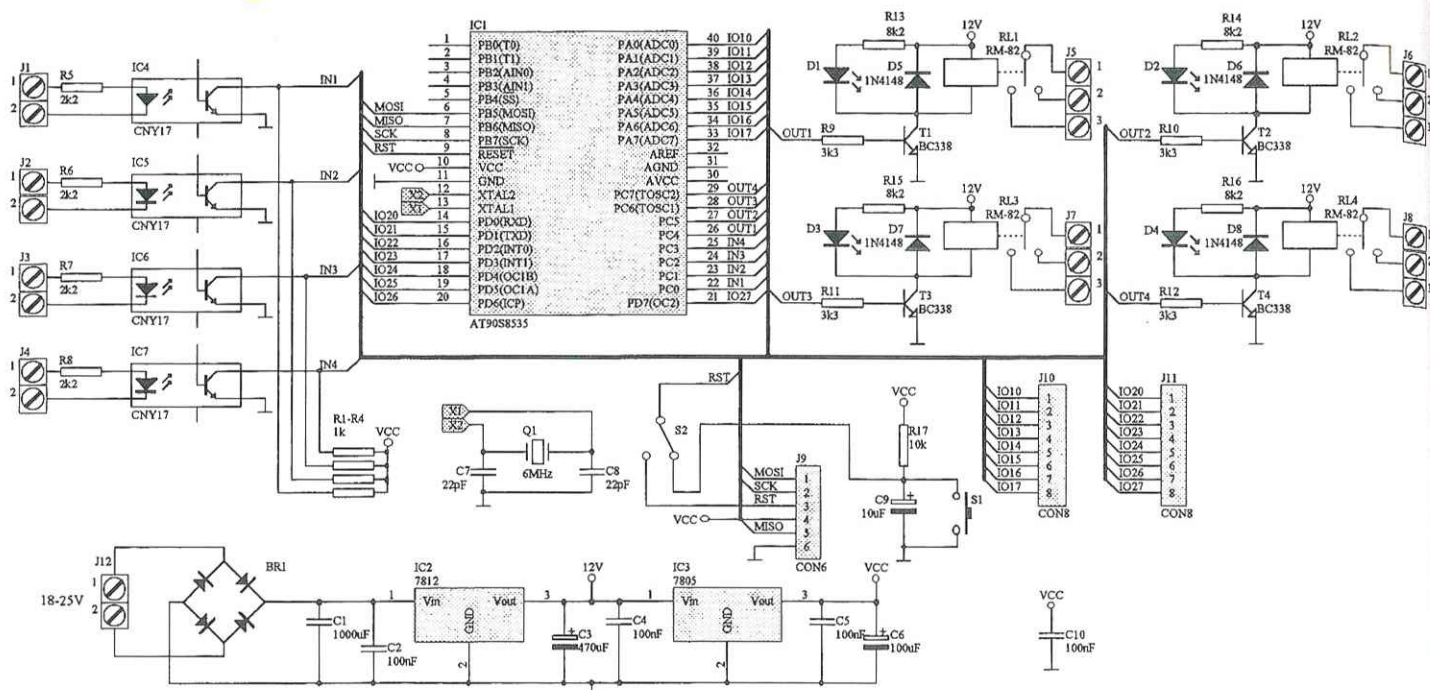 J1
1
2
R5
2k2
IC4
CNY17
IN1
J2
1
2
R6
2k2
IC5
CNY17
IN2
J3
1
2
R7
2k2
IC6
CNY17
IN3
J4
1
2
R8
2k2
IC7
CNY17
IN4
R1-R4
1k
VCC
IC1
1 PB0(T0) PA0(ADC0) 40 IO10
2 PB1(T1) PA1(ADC1) 39 IO11
3 PB2(AIN0) PA2(ADC2) 38 IO12
4 PB3(AIN1) PA3(ADC3) 37 IO13
5 PB4(SS) PA4(ADC4) 36 IO14
MOSI 6 PB5(MOSI) PA5(ADC5) 35 IO15
MISO 7 PB6(MISO) PA6(ADC6) 34 IO16
SCK 8 PB7(SCK) PA7(ADC7) 33 IO17
RST 9 RESET AREF 32
VCC 10 VCC AGND 31
11 GND AVCC 30
X2 12 XTAL2 PC7(TOSC2) 29 OUT4
X1 13 XTAL1 PC6(TOSC1) 28 OUT3
IO20 14 PD0(RXD) PC5 27 OUT2
IO21 15 PD1(TXD) PC4 26 OUT1
IO22 16 PD2(INT0) PC3 25 IN4
IO23 17 PD3(INT1) PC2 24 IN3
IO24 18 PD4(OC1B) PC1 23 IN2
IO25 19 PD5(OC1A) PC0 22 IN1
IO26 20 PD6(ICP) PD7(OC2) 21 IO27
AT90S8535
R13
8k2
12V
RL1
RM-82
J5
1
2
3
D1
D5
1N4148
OUT1
R9
3k3
T1
BC338
R14
8k2
12V
RL2
RM-82
J6
1
2
D2
D6
1N4148
OUT2
R10
3k3
T2
BC338
R15
8k2
12V
RL3
RM-82
J7
1
2
3
D3
D7
1N4148
OUT3
R11
3k3
T3
BC338
R16
8k2
12V
RL4
RM-82
J8
D4
D8
1N4148
OUT4
R12
3k3
T4
BC338
X1
X2
Q1
6MHz
C7
22pF
C8
22pF
RST
S2
MOSI
SCK
RST
VCC
MISO
J9
1
2
3
4
5
6
CON6
VCC
R17
10k
C9
10uF
S1
J10
IO10 1
IO11 2
IO12 3
IO13 4
IO14 5
IO15 6
IO16 7
IO17 8
CON8
J11
IO20 1
IO21 2
IO22 3
IO23 4
IO24 5
IO25 6
IO26 7
IO27 8
CON8
18-25V
J12
1
2
BR1
C1
1000uF
C2
100nF
IC2
7812
1 Vin Vout 3
GND
2
12V
C3
470uF
C4
100nF
IC3
7805
1 Vin Vout 3
GND
2
VCC
C5
100nF
C6
100uF
VCC
C10
100nF